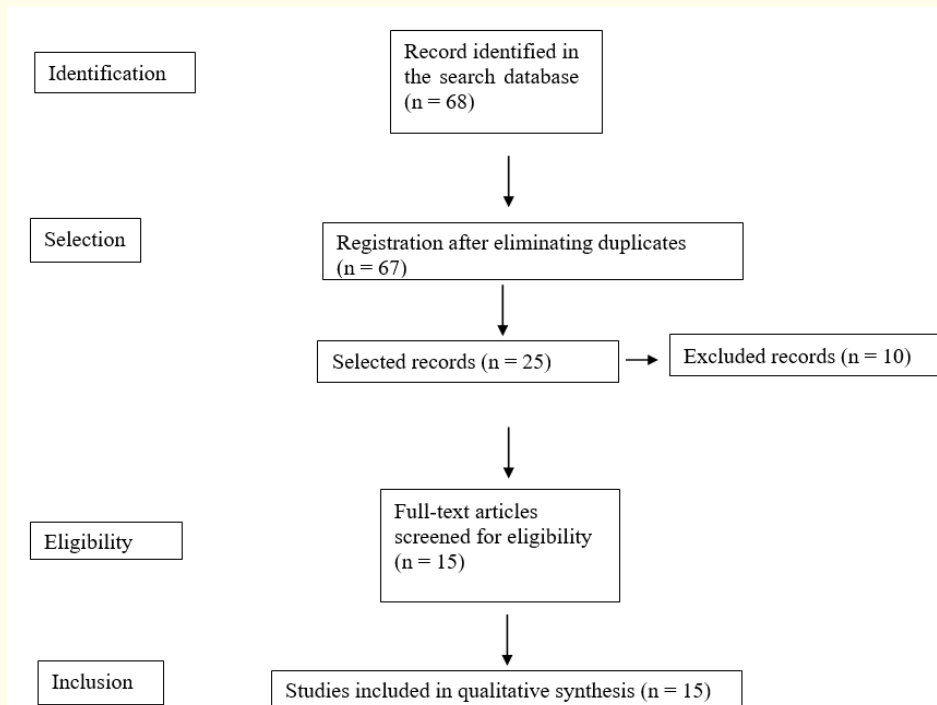 Identification
Record identified in
the search database
(n = 68)
Selection
Registration after eliminating duplicates
(n = 67)
Selected records (n = 25)
Excluded records (n = 10)
Eligibility
Full-text articles
screened for eligibility
(n = 15)
Inclusion
Studies included in qualitative synthesis (n = 15)